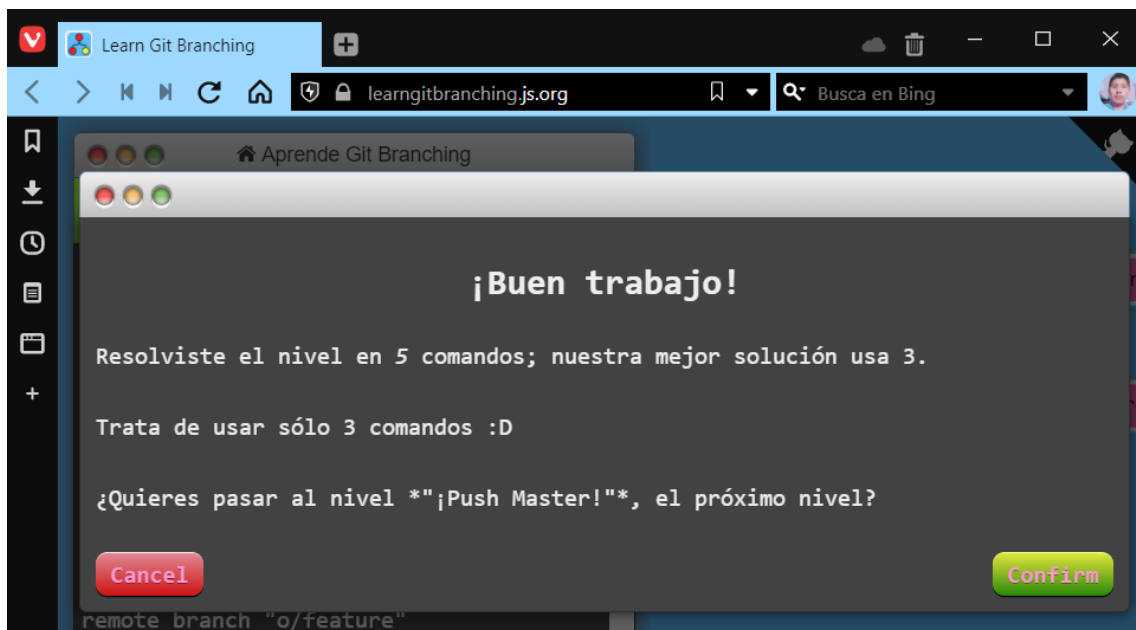 Learn Git Branching
learngitbranching.js.org
Busca en Bing
Aprende Git Branching
¡Buen trabajo!
Resolviste el nivel en 5 comandos; nuestra mejor solución usa 3.
Trata de usar sólo 3 comandos :D
¿Quieres pasar al nivel *"¡Push Master!"*, el próximo nivel?
Cancel
Confirm
remote branch "o/feature"